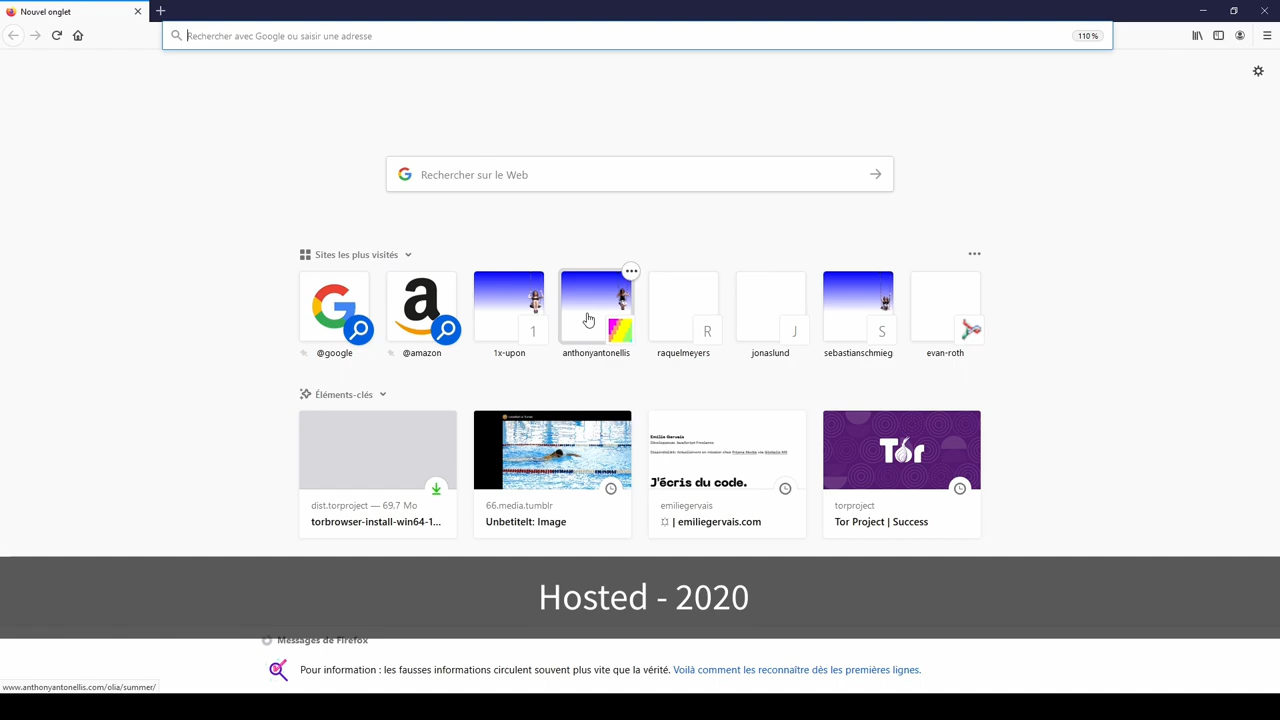 Nouvel onglet
Rechercher avec Google ou saisir une adresse
110 %
Rechercher sur le Web
Sites les plus visités
1
R
J
S
@google
@amazon
1x-upon
anthonyantonellis
raquelmeyers
jonaslund
sebastianschmieg
evan-roth
Éléments-clés
Emilie Gervais
J'écris du code.
Tor
dist.torproject — 69.7 Mo
torbrowser-install-win64-1...
66.media.tumblr
Unbetitelt: Image
emiliegervais
| emiliegervais.com
torproject
Tor Project | Success
Hosted - 2020
Messages de Firefox
Pour information : les fausses informations circulent souvent plus vite que la vérité. Voilà comment les reconnaître dès les premières lignes.
www.anthonyantonellis.com/olia/summer/